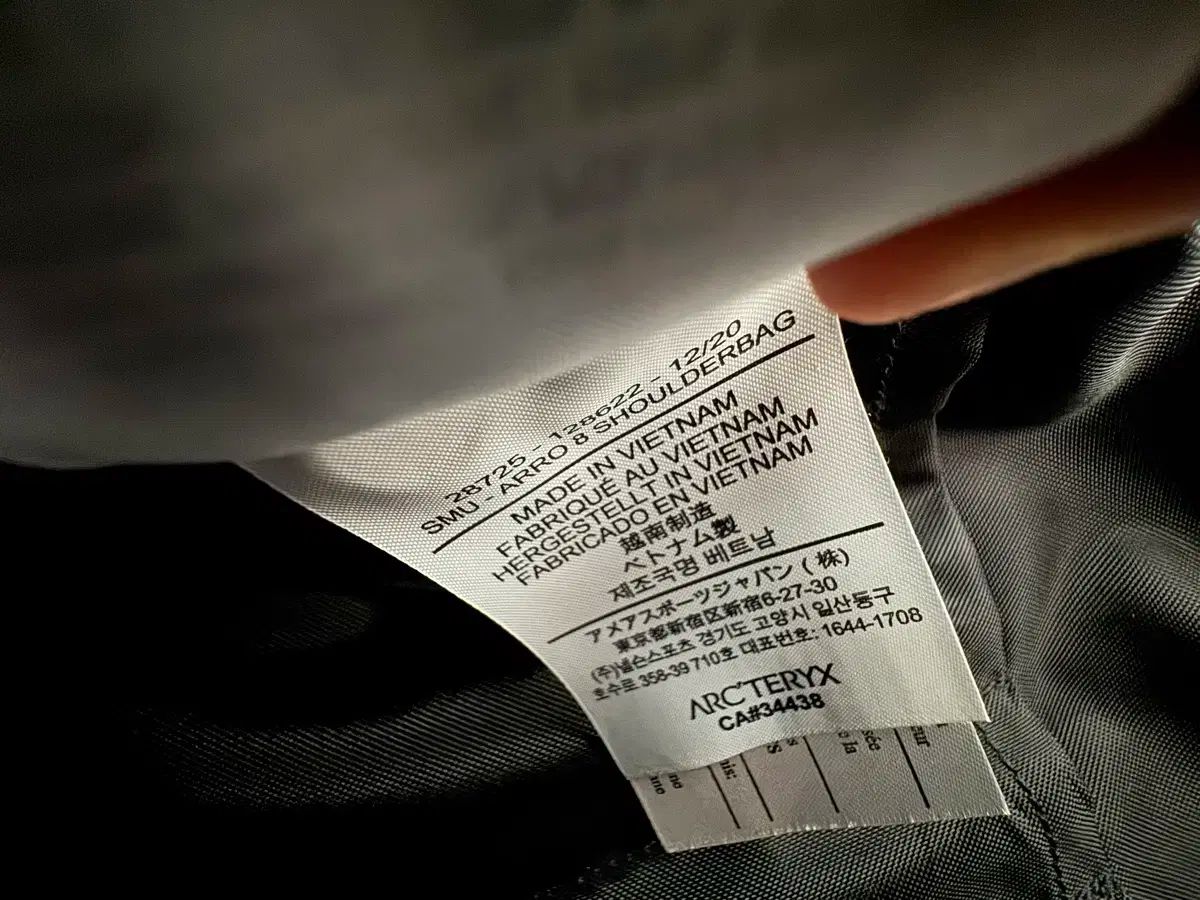 28725 - 128622 - 12/20
SMU - ARRO 8 SHOULDERBAG
MADE IN VIETNAM
FABRIQUÉ AU VIETNAM
HERGESTELLT IN VIETNAM
FABRICADO EN VIETNAM
越南制造
ベトナム製
제조국명 베트남
アメアスポーツジャパン (株)
東京都新宿区新宿6-27-30
(주)넬슨스포츠 경기도 고양시 일산동구
호수로 358-39 710호 대표번호: 1644-1708
ARC'TERYX
CA#34438